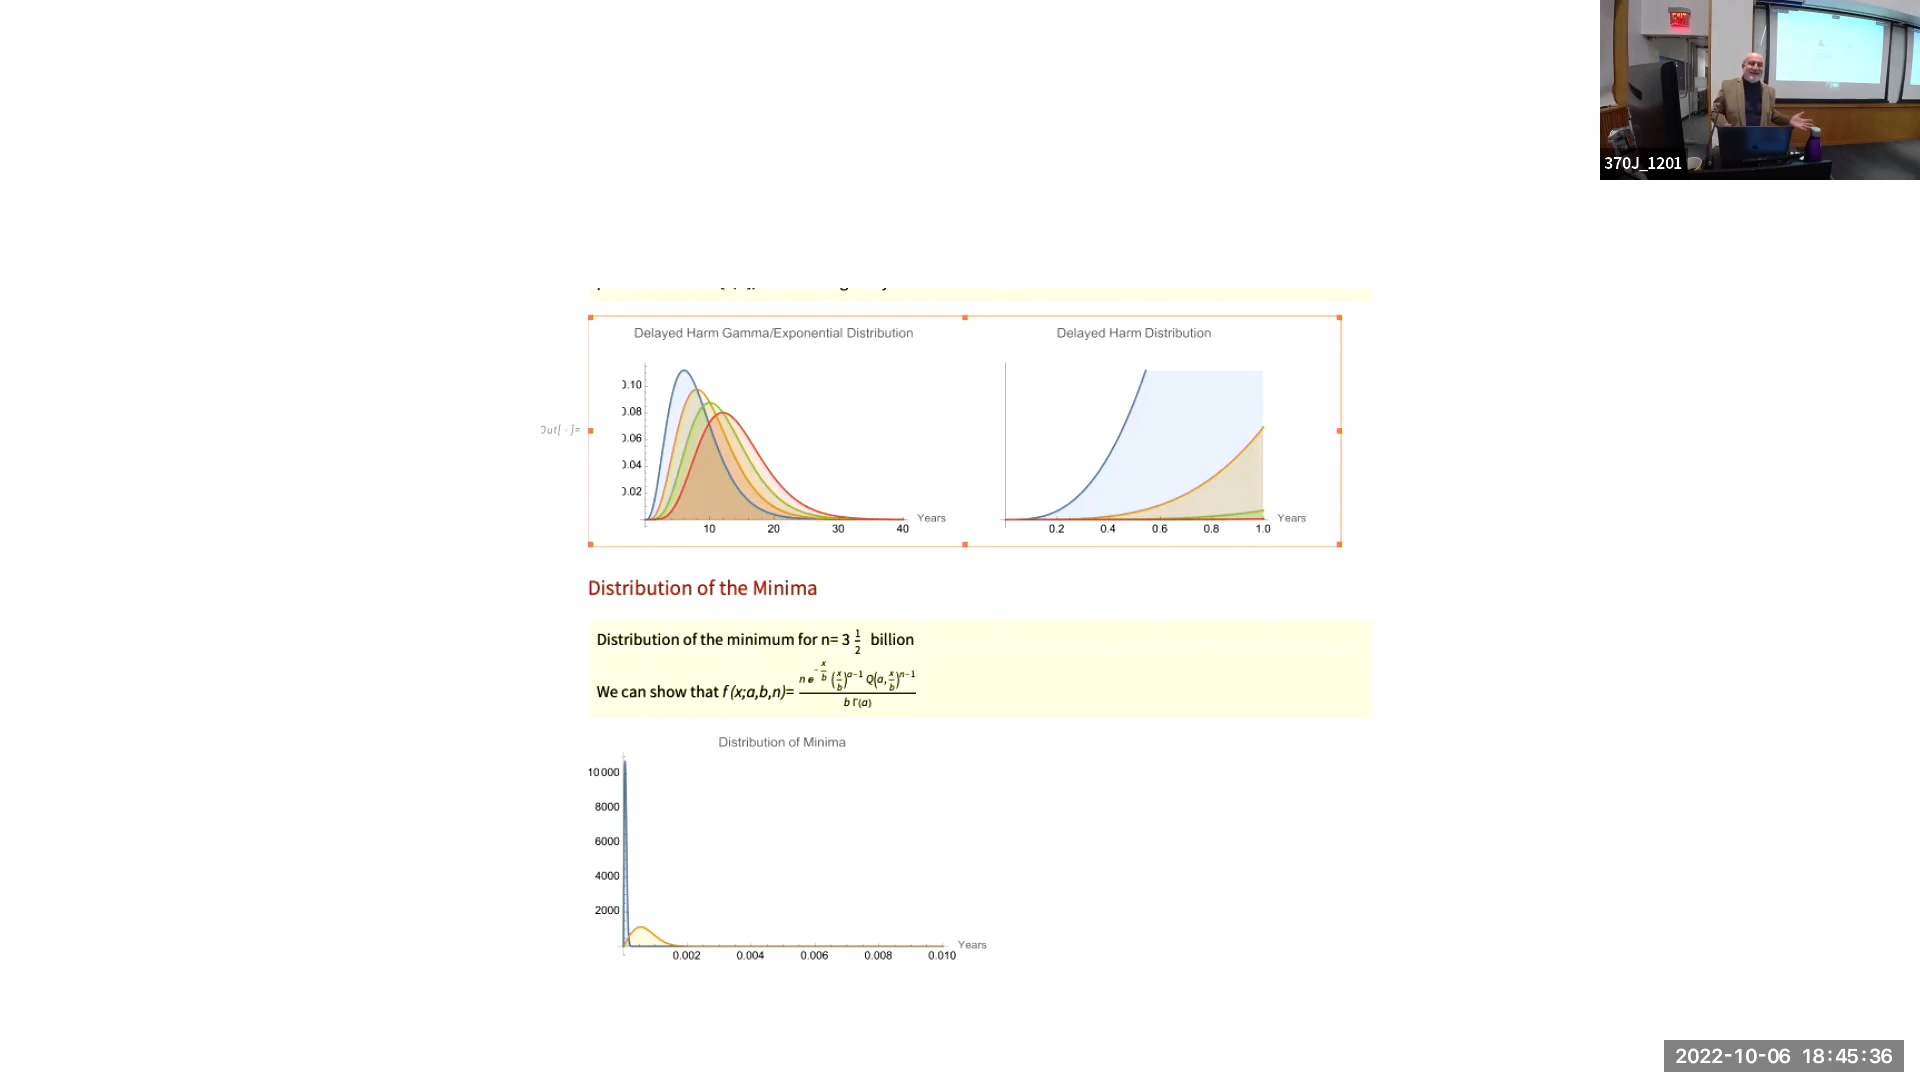 EXIT
370J_1201
Delayed Harm Gamma/Exponential Distribution
0.10
0.08
0.06
0.04
0.02
10 20 30 40 Years
Delayed Harm Distribution
0.2 0.4 0.6 0.8 1.0 Years
Out[ ]=
Distribution of the Minima
Distribution of the minimum for n= 3 1/2 billion
We can show that f (x;a,b,n)= n e^(-x/b) (x/b)^(a-1) Q(a, x/b)^(n-1) / b Γ(a)
Distribution of Minima
10 000
8000
6000
4000
2000
0.002 0.004 0.006 0.008 0.010 Years
2022-10-06 18:45:36